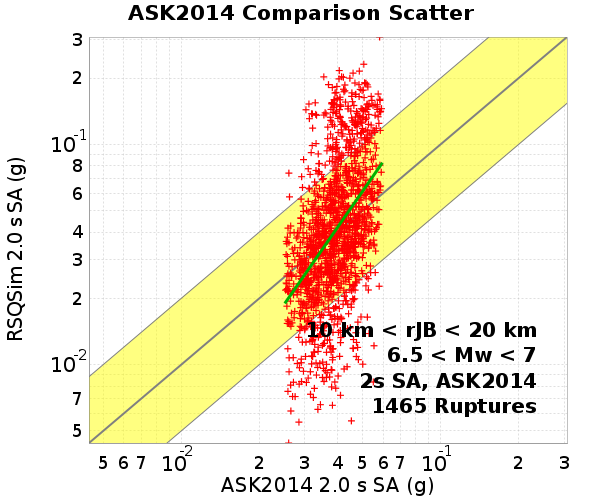 ASK2014 Comparison Scatter
3
2
10-1
8
6
4
3
2
10-2
7
5
RSQSim 2.0 s SA (g)
10 km < rJB < 20 km
6.5 < Mw < 7
2s SA, ASK2014
1465 Ruptures
5 6 7 10-2 2 3 4 5 6 7 10-1 2 3
ASK2014 2.0 s SA (g)